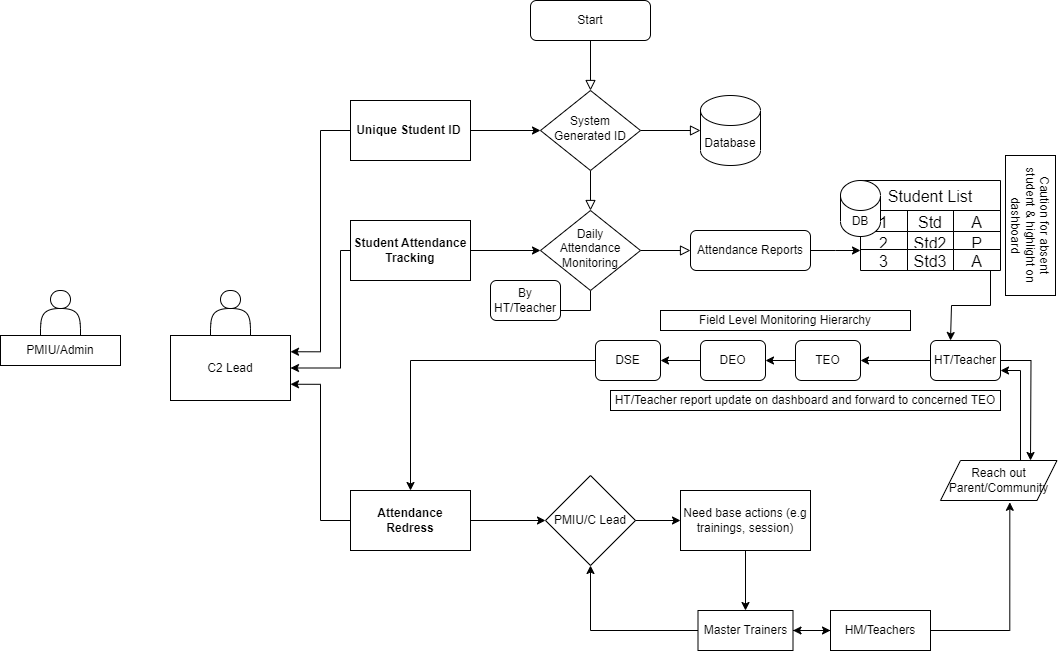 Start
Unique Student ID
System
Generated ID
Database
Student Attendance
Tracking
Daily
Attendance
Monitoring
Attendance Reports
DB
Student List
1 Std A
2 Std2 P
3 Std3 A
Caution for absent
student & highlight on
dashboard
By
HT/Teacher
PMIU/Admin
C2 Lead
Field Level Monitoring Hierarchy
DSE
DEO
TEO
HT/Teacher
HT/Teacher report update on dashboard and forward to concerned TEO
Reach out
Parent/Community
Attendance
Redress
PMIU/C Lead
Need base actions (e.g
trainings, session)
Master Trainers
HM/Teachers